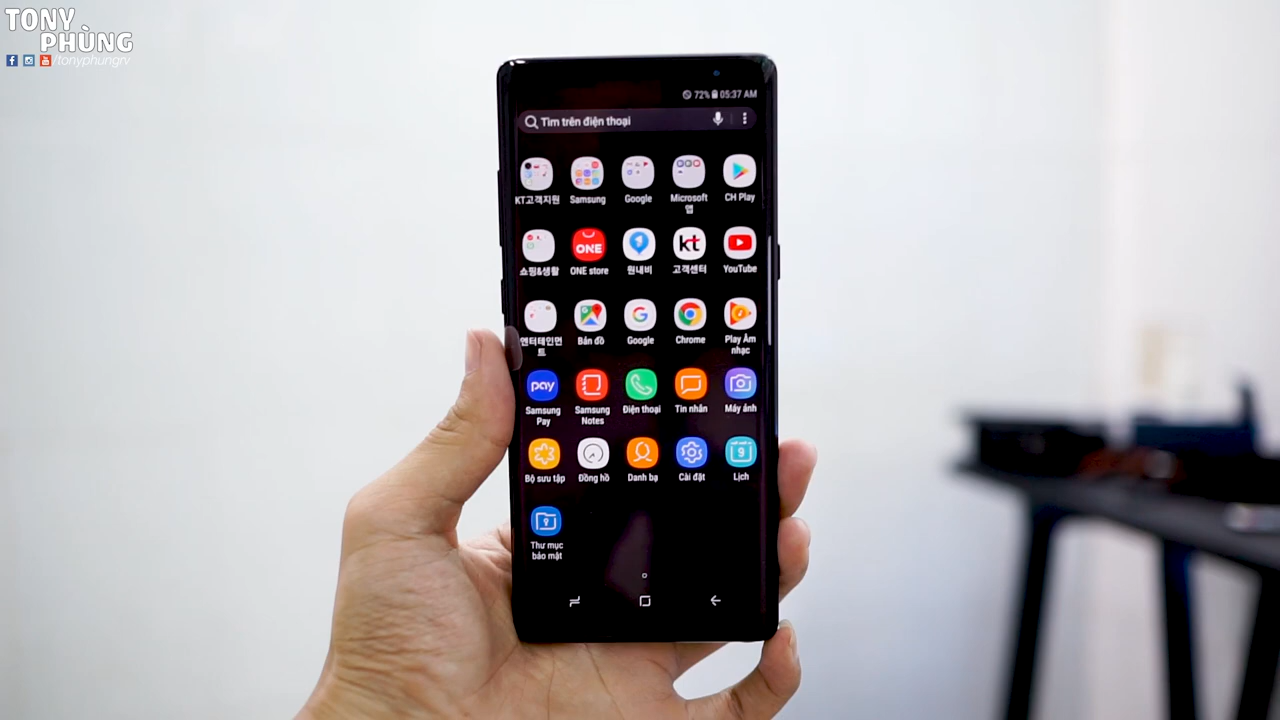 TONY
PHÙNG
/tonyphungrv
72% 05:37 AM
Tìm trên điện thoại
KT고객지원
Samsung
Google
Microsoft
앱
CH Play
쇼핑&생활
ONE
ONE store
원내비
kt
고객센터
YouTube
엔터테인먼
트
Bản đồ
Google
Chrome
Play Âm
nhạc
pay
Samsung
Pay
Samsung
Notes
Điện thoại
Tin nhắn
Máy ảnh
Bộ sưu tập
Đồng hồ
Danh bạ
Cài đặt
9
Lịch
Thư mục
bảo mật